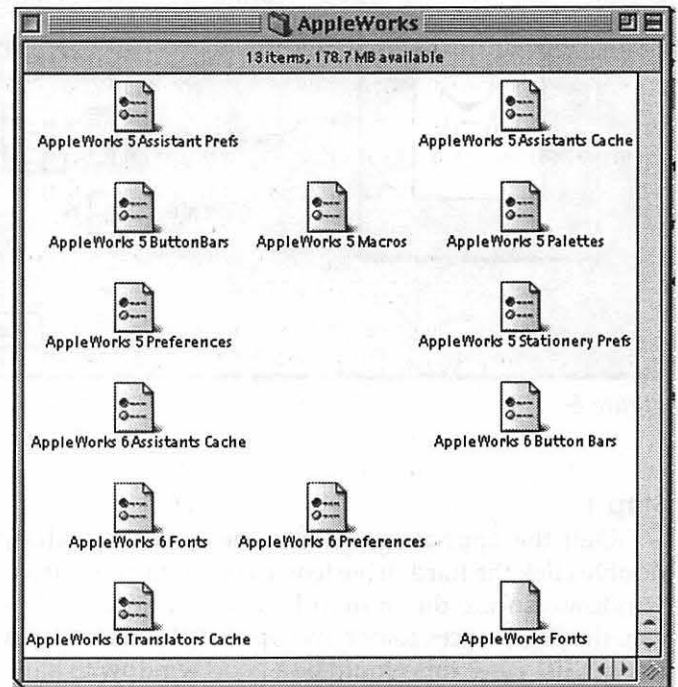 AppleWorks
13 items, 178.7 MB available
AppleWorks 5 Assistant Prefs
AppleWorks 5 Assistants Cache
AppleWorks 5 ButtonBars
AppleWorks 5 Macros
AppleWorks 5 Palettes
AppleWorks 5 Preferences
AppleWorks 5 Stationery Prefs
AppleWorks 6 Assistants Cache
AppleWorks 6 Button Bars
AppleWorks 6 Fonts
AppleWorks 6 Preferences
AppleWorks 6 Translators Cache
AppleWorks Fonts